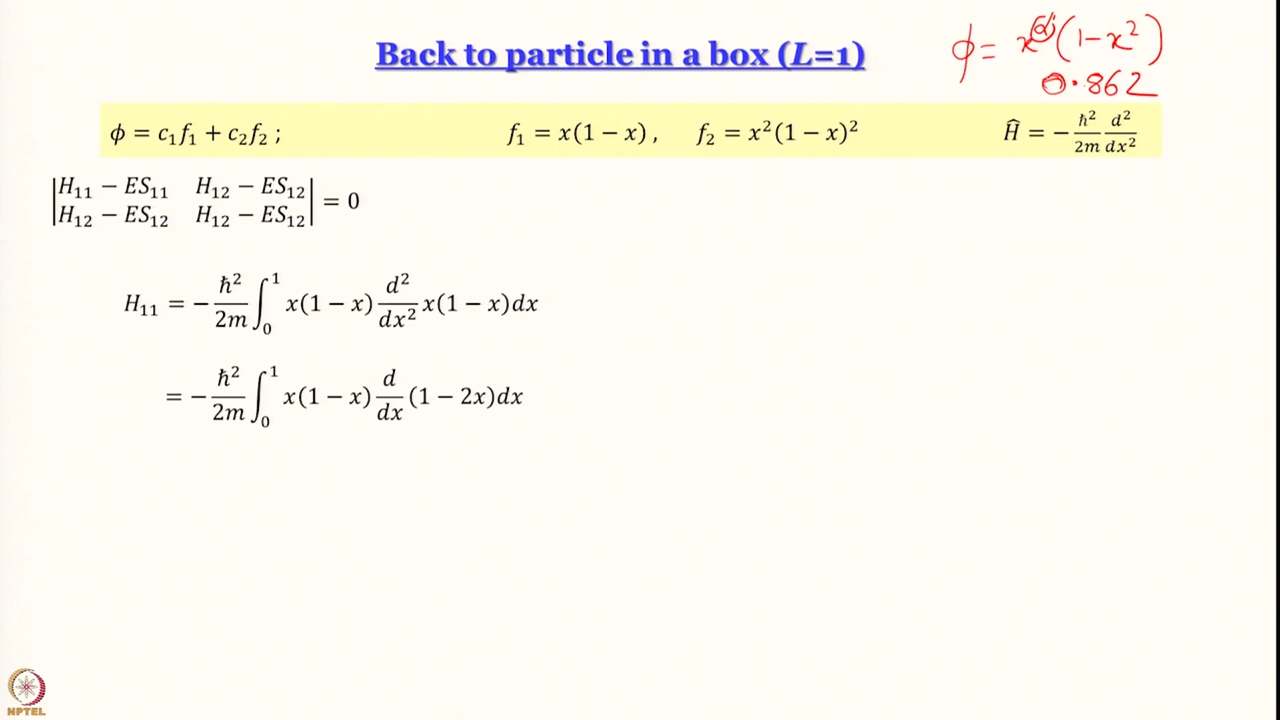 Back to particle in a box (L=1)
ϕ = x^α (1 − x²)
0.862
ϕ = c₁f₁ + c₂f₂ ; f₁ = x(1 − x) , f₂ = x²(1 − x)² Ĥ = −ħ²/2m d²/dx²
|H₁₁ − ES₁₁ H₁₂ − ES₁₂|
|H₁₂ − ES₁₂ H₁₂ − ES₁₂| = 0
H₁₁ = −ħ²/2m ∫₀¹ x(1 − x) d²/dx² x(1 − x)dx
= −ħ²/2m ∫₀¹ x(1 − x) d/dx (1 − 2x)dx
NPTEL